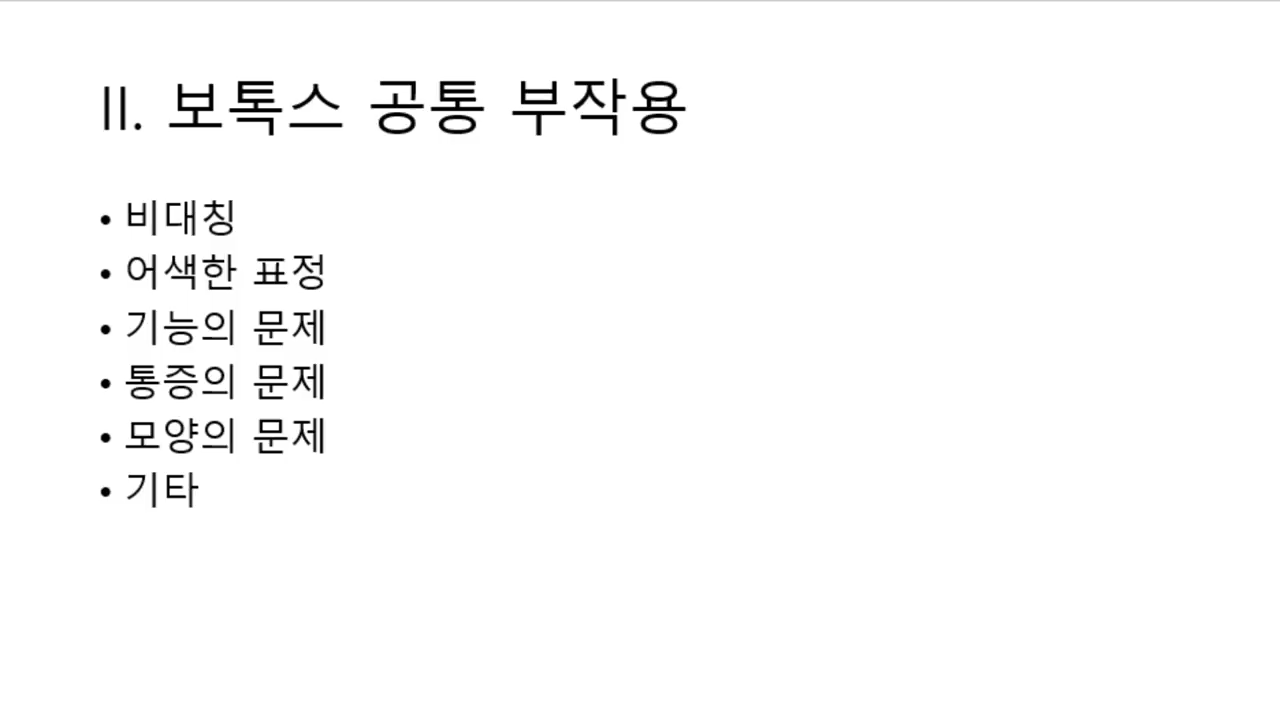 II. 보톡스 공통 부작용
• 비대칭
• 어색한 표정
• 기능의 문제
• 통증의 문제
• 모양의 문제
• 기타